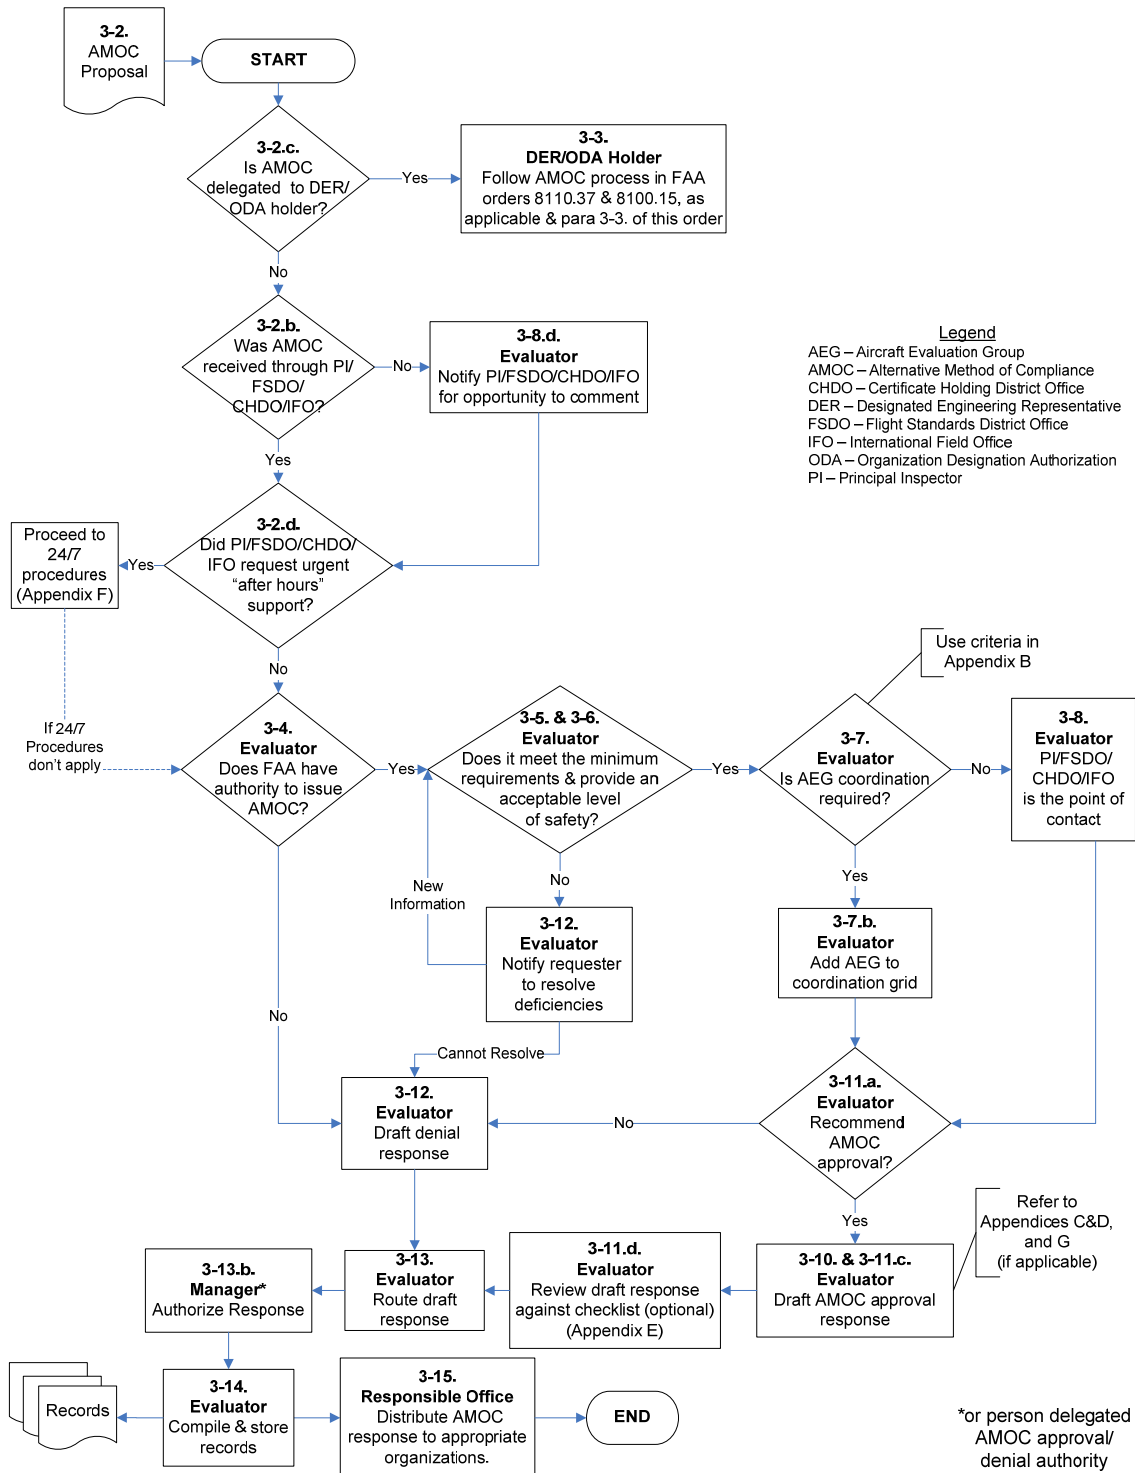 3-2.
AMOC
Proposal
START
3-2.c.
Is AMOC
delegated to DER/
ODA holder?
Yes
3-3.
DER/ODA Holder
Follow AMOC process in FAA
orders 8110.37 & 8100.15, as
applicable & para 3-3. of this order
No
3-2.b.
Was AMOC
received through PI/
FSDO/
CHDO/IFO?
No
3-8.d.
Evaluator
Notify PI/FSDO/CHDO/IFO
for opportunity to comment
Legend
AEG – Aircraft Evaluation Group
AMOC – Alternative Method of Compliance
CHDO – Certificate Holding District Office
DER – Designated Engineering Representative
FSDO – Flight Standards District Office
IFO – International Field Office
ODA – Organization Designation Authorization
PI – Principal Inspector
Yes
3-2.d.
Did PI/FSDO/CHDO/
IFO request urgent
“after hours”
support?
Yes
Proceed to
24/7
procedures
(Appendix F)
No
If 24/7
Procedures
don’t apply
3-4.
Evaluator
Does FAA have
authority to issue
AMOC?
Yes
3-5. & 3-6.
Evaluator
Does it meet the minimum
requirements & provide an
acceptable level
of safety?
Yes
Use criteria in
Appendix B
3-7.
Evaluator
Is AEG coordination
required?
No
3-8.
Evaluator
PI/FSDO/
CHDO/IFO
is the point of
contact
No
New
Information
3-12.
Evaluator
Notify requester
to resolve
deficiencies
Yes
3-7.b.
Evaluator
Add AEG to
coordination grid
No
Cannot Resolve
3-12.
Evaluator
Draft denial
response
No
3-11.a.
Evaluator
Recommend
AMOC
approval?
Yes
Refer to
Appendices C&D,
and G
(if applicable)
3-10. & 3-11.c.
Evaluator
Draft AMOC approval
response
3-11.d.
Evaluator
Review draft response
against checklist (optional)
(Appendix E)
3-13.
Evaluator
Route draft
response
3-13.b.
Manager*
Authorize Response
Records
3-14.
Evaluator
Compile & store
records
3-15.
Responsible Office
Distribute AMOC
response to appropriate
organizations.
END
*or person delegated
AMOC approval/
denial authority